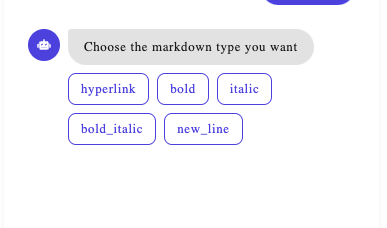 Choose the markdown type you want
hyperlink bold italic
bold_italic new_line